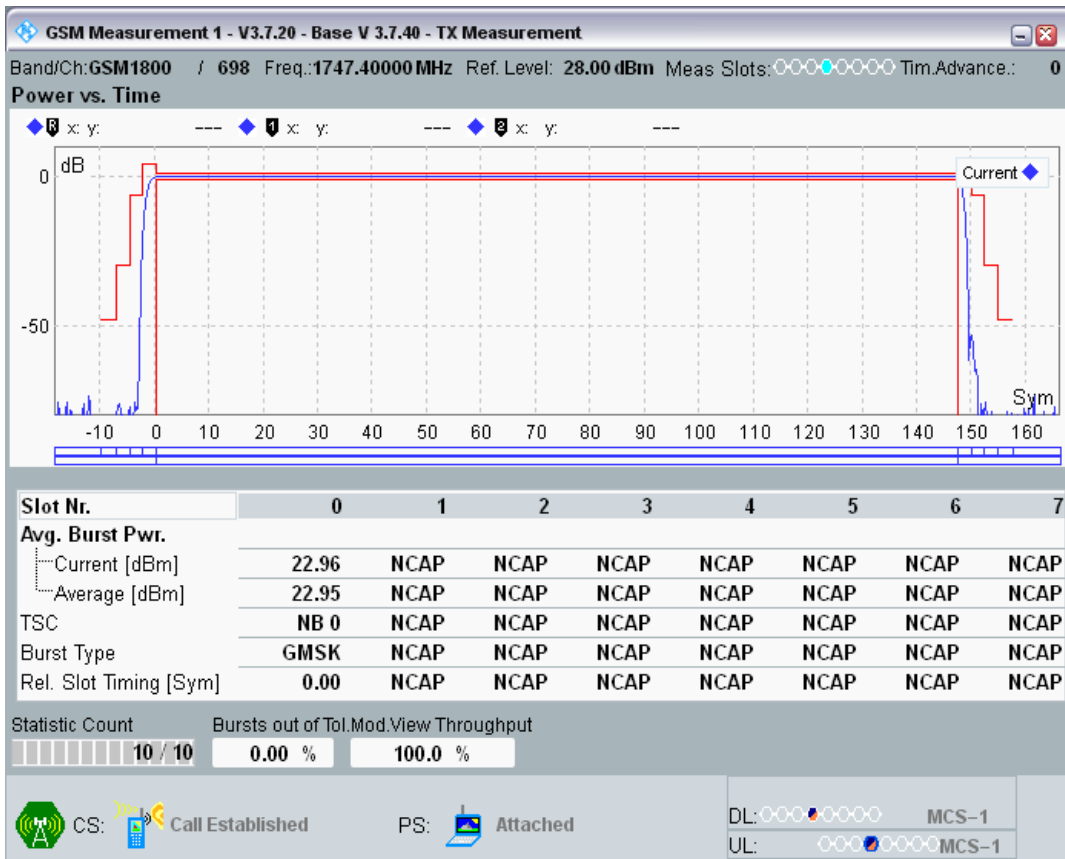 GSM Measurement 1 - V3.7.20 - Base V 3.7.40 - TX Measurement
Band/Ch:GSM1800 / 698 Freq.:1747.40000 MHz Ref. Level: 28.00 dBm Meas Slots: Tim.Advance.: 0
Power vs. Time
R x: y: --- 1 x: y: --- 2 x: y: ---
dB
Current
0
-50
Sym
-10 0 10 20 30 40 50 60 70 80 90 100 110 120 130 140 150 160
Slot Nr. 0 1 2 3 4 5 6 7
Avg. Burst Pwr.
Current [dBm] 22.96 NCAP NCAP NCAP NCAP NCAP NCAP NCAP
Average [dBm] 22.95 NCAP NCAP NCAP NCAP NCAP NCAP NCAP
TSC NB 0 NCAP NCAP NCAP NCAP NCAP NCAP NCAP
Burst Type GMSK NCAP NCAP NCAP NCAP NCAP NCAP NCAP
Rel. Slot Timing [Sym] 0.00 NCAP NCAP NCAP NCAP NCAP NCAP NCAP
Statistic Count Bursts out of Tol.Mod.View Throughput
10 / 10 0.00 % 100.0 %
CS: Call Established PS: Attached
DL: MCS-1
UL: MCS-1